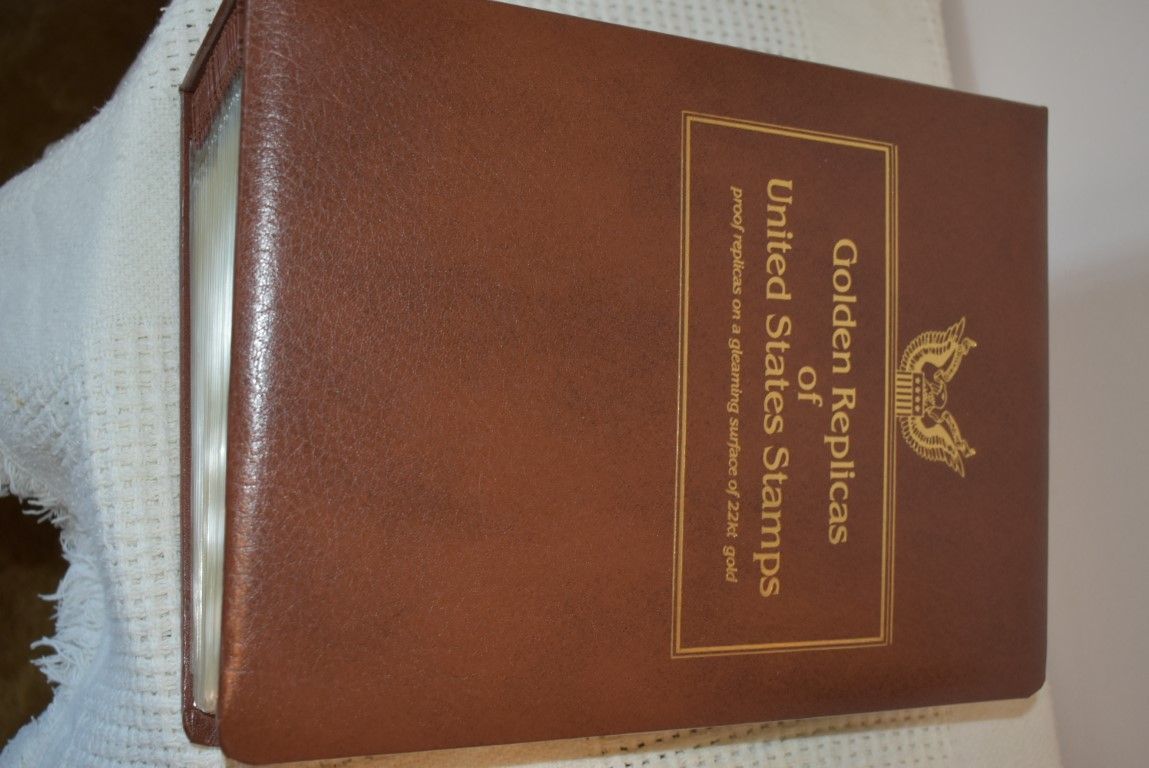 Golden Replicas
of
United States Stamps
proof replicas on a gleaming surface of 22kt gold